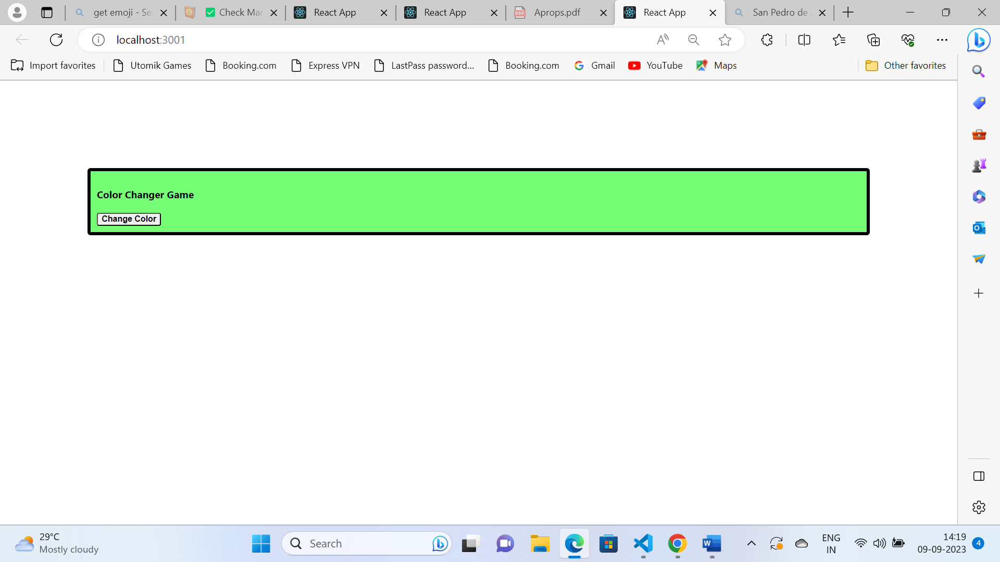 get emoji - Se
Check Mar
React App
React App
Aprops.pdf
React App
San Pedro de
localhost:3001
Import favorites
Utomik Games
Booking.com
Express VPN
LastPass password...
Booking.com
Gmail
YouTube
Maps
Other favorites
Color Changer Game
Change Color
29°C
Mostly cloudy
Search
ENG
IN
14:19
09-09-2023
4